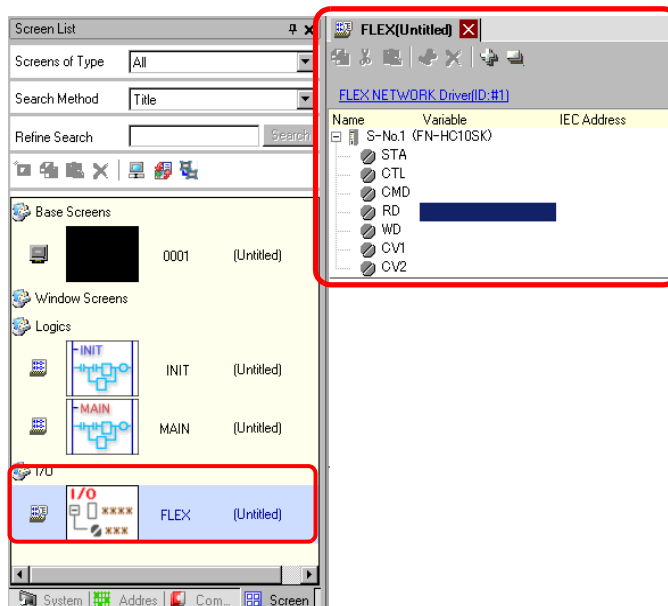 Screen List
Screens of Type All
Search Method Title
Refine Search Search
Base Screens
0001 (Untitled)
Window Screens
Logics
INIT
INIT (Untitled)
MAIN
MAIN (Untitled)
I/O
I/O
****
***
FLEX (Untitled)
System Addres Com... Screen
FLEX(Untitled)
FLEX NETWORK Driver(ID:#1)
Name Variable IEC Address
S-No.1 (FN-HC10SK)
STA
CTL
CMD
RD
WD
CV1
CV2